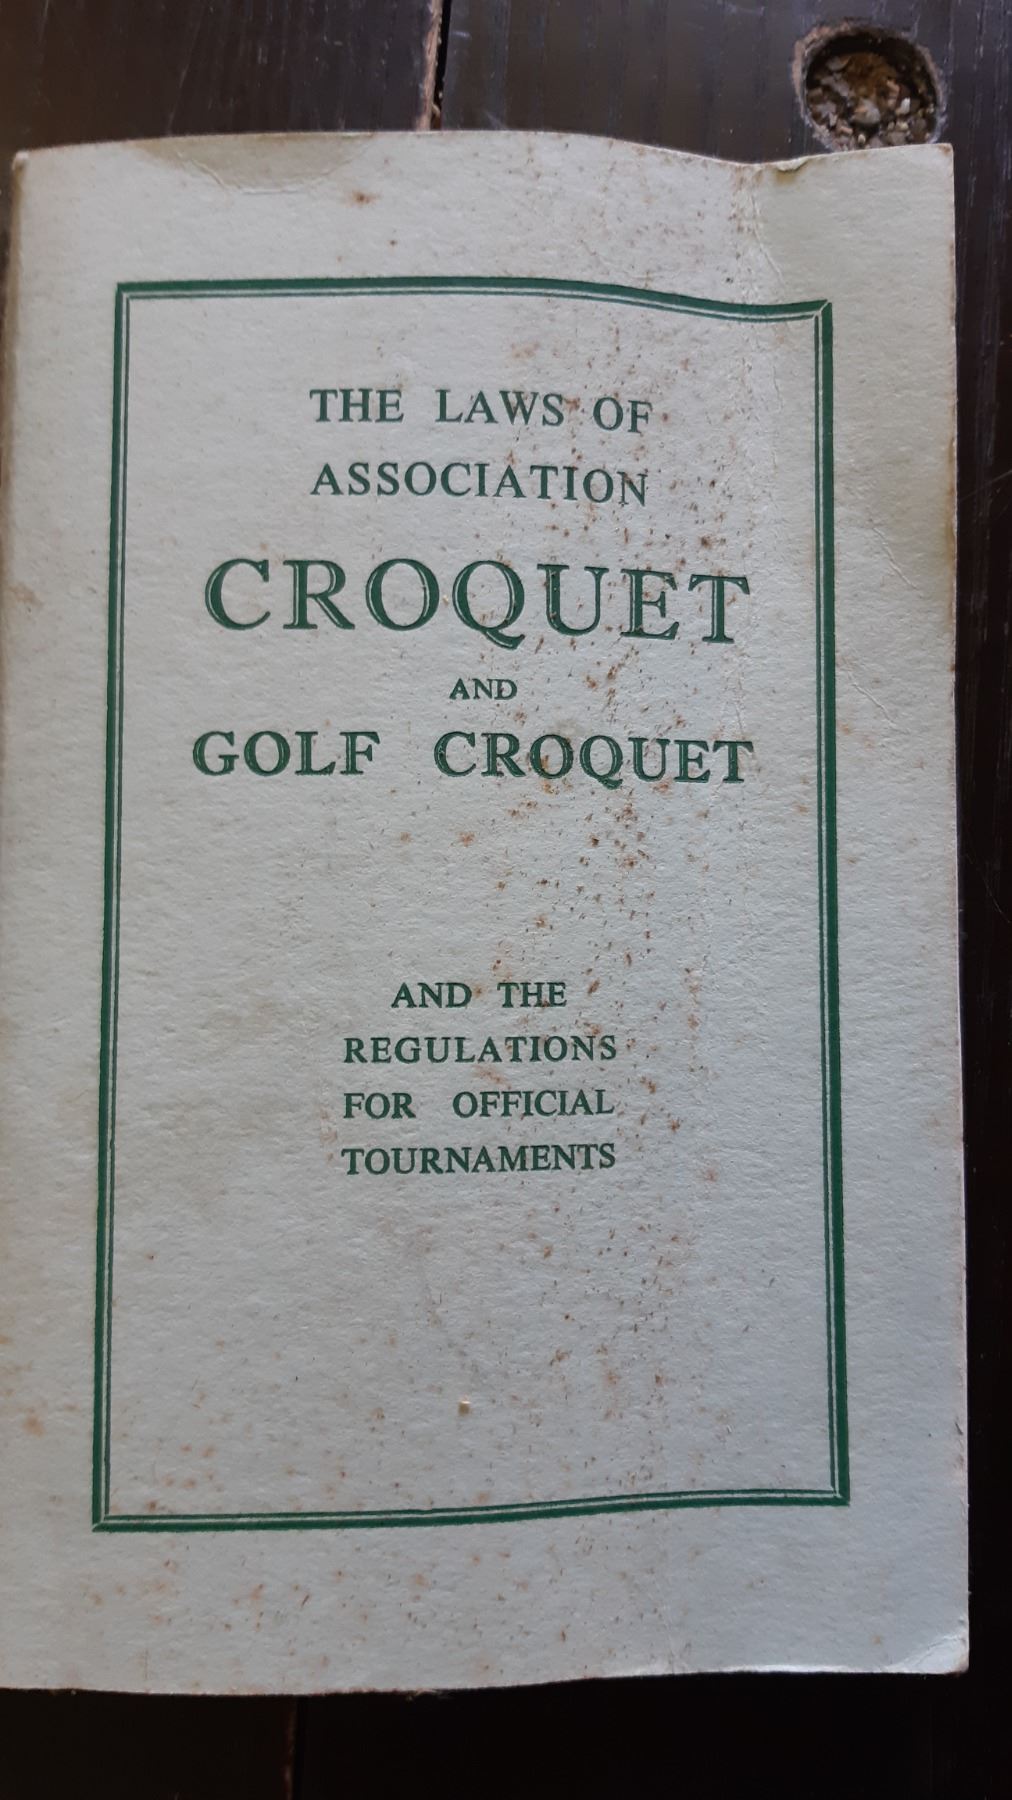 THE LAWS OF
ASSOCIATION
CROQUET
AND
GOLF CROQUET
AND THE
REGULATIONS
FOR OFFICIAL
TOURNAMENTS